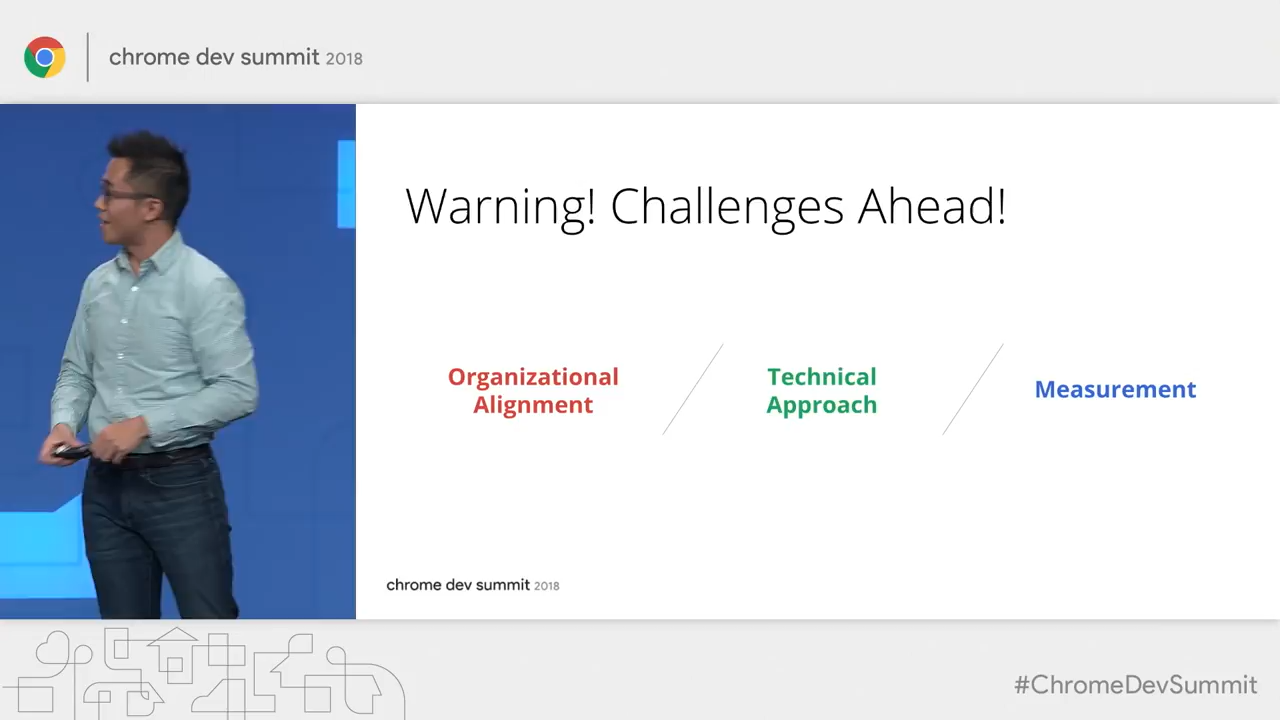 chrome dev summit 2018
Warning! Challenges Ahead!
Organizational
Alignment
Technical
Approach
Measurement
chrome dev summit 2018
#ChromeDevSummit